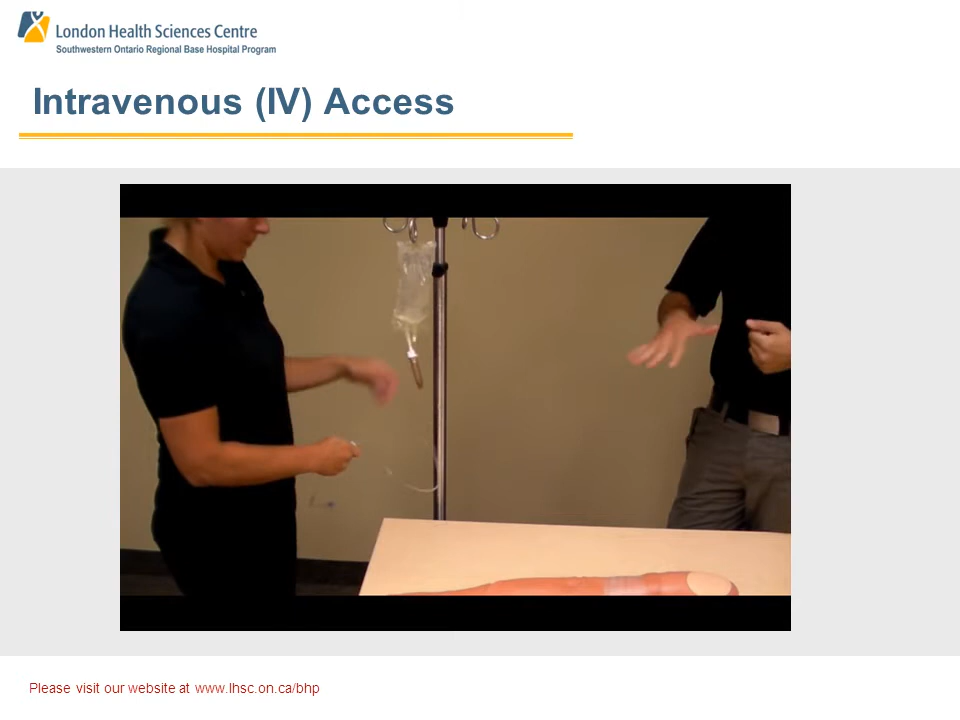 London Health Sciences Centre
Southwestern Ontario Regional Base Hospital Program
Intravenous (IV) Access
Please visit our website at www.lhsc.on.ca/bhp